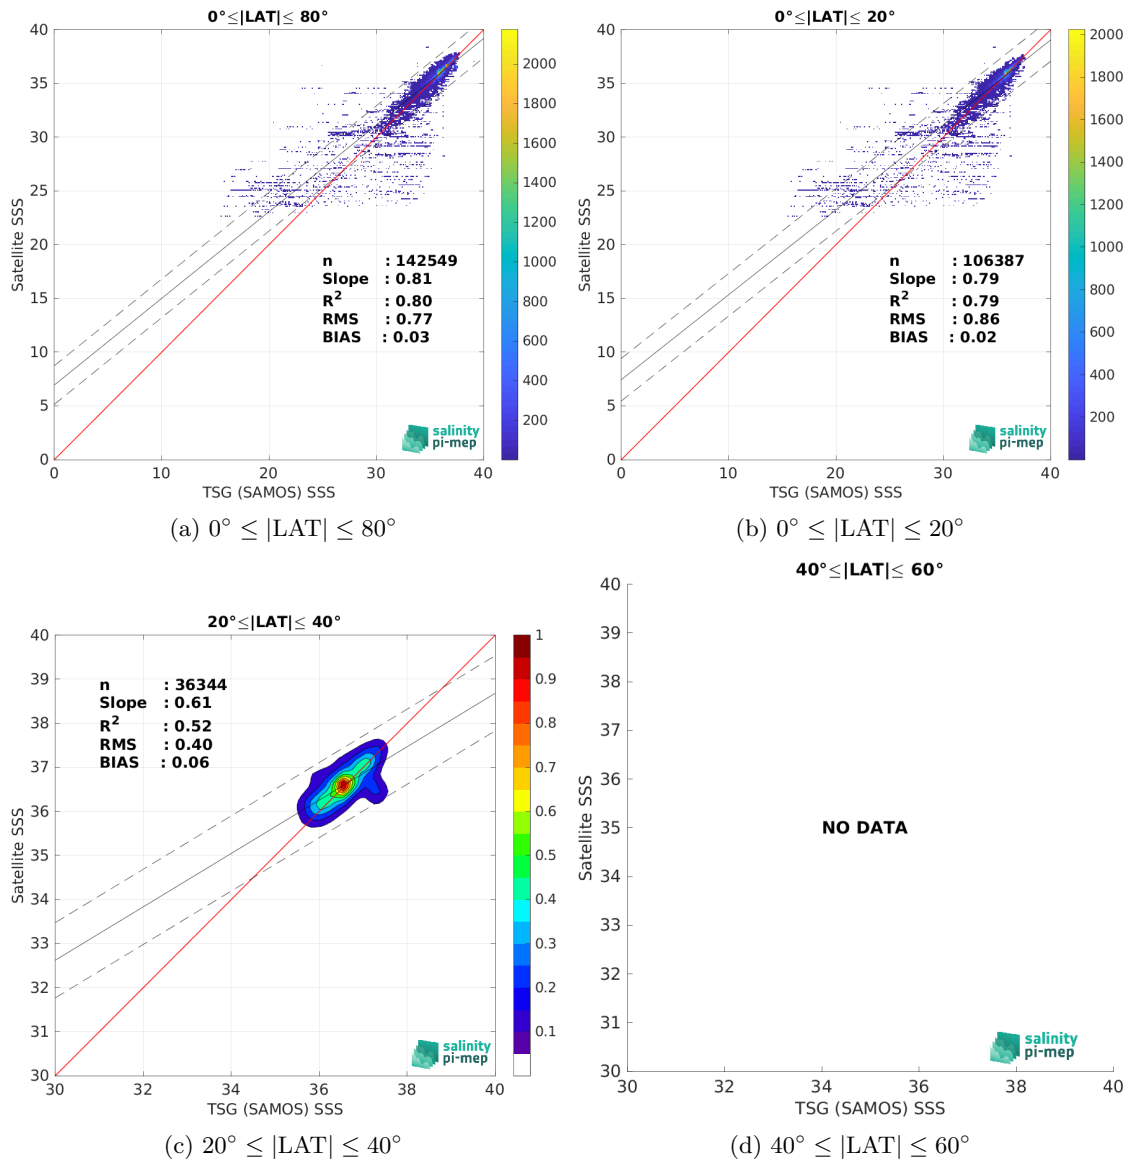 0°≤|LAT|≤ 80°
40
35
30
25
20
15
10
5
0
Satellite SSS
n : 142549
Slope : 0.81
R² : 0.80
RMS : 0.77
BIAS : 0.03
salinity
pi-mep
0 10 20 30 40
TSG (SAMOS) SSS
2000
1800
1600
1400
1200
1000
800
600
400
200
(a) 0° ≤ |LAT| ≤ 80°
0°≤|LAT|≤ 20°
40
35
30
25
20
15
10
5
0
Satellite SSS
n : 106387
Slope : 0.79
R² : 0.79
RMS : 0.86
BIAS : 0.02
salinity
pi-mep
0 10 20 30 40
TSG (SAMOS) SSS
2000
1800
1600
1400
1200
1000
800
600
400
200
(b) 0° ≤ |LAT| ≤ 20°
20°≤|LAT|≤ 40°
40
39
38
37
36
35
34
33
32
31
30
Satellite SSS
n : 36344
Slope : 0.61
R² : 0.52
RMS : 0.40
BIAS : 0.06
salinity
pi-mep
30 32 34 36 38 40
TSG (SAMOS) SSS
1
0.9
0.8
0.7
0.6
0.5
0.4
0.3
0.2
0.1
(c) 20° ≤ |LAT| ≤ 40°
40°≤|LAT|≤ 60°
40
39
38
37
36
35
34
33
32
31
30
Satellite SSS
NO DATA
salinity
pi-mep
30 32 34 36 38 40
TSG (SAMOS) SSS
(d) 40° ≤ |LAT| ≤ 60°